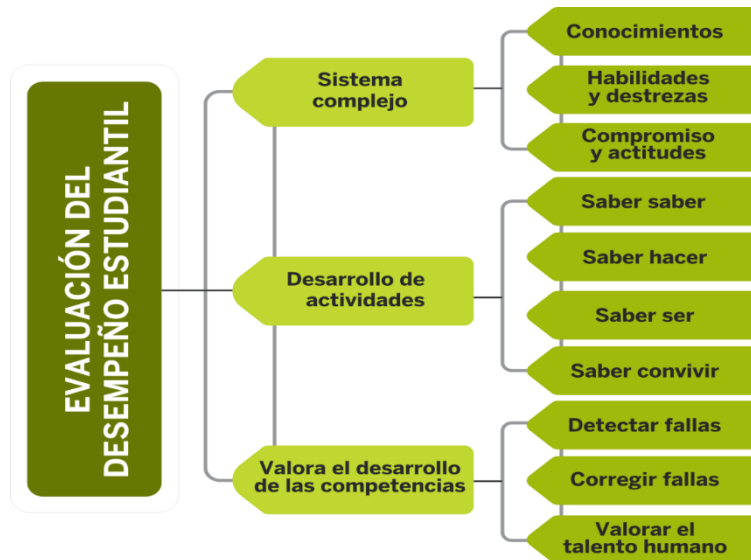 EVALUACIÓN DEL
DESEMPEÑO ESTUDIANTIL
Sistema
complejo
Conocimientos
Habilidades
y destrezas
Compromiso
y actitudes
Desarrollo de
actividades
Saber saber
Saber hacer
Saber ser
Saber convivir
Valora el desarrollo
de las competencias
Detectar fallas
Corregir fallas
Valorar el
talento humano